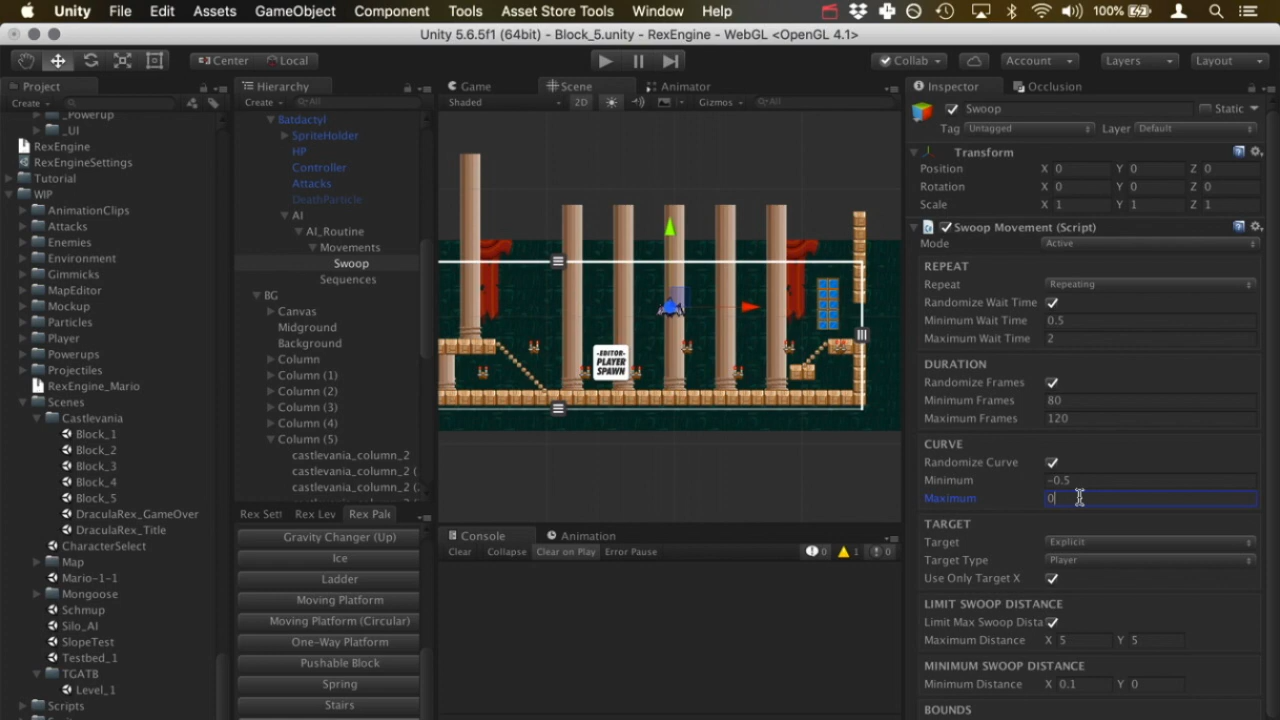 Unity File Edit Assets GameObject Component Tools Asset Store Tools Window Help 100%
Unity 5.6.5f1 (64bit) - Block_5.unity - RexEngine - WebGL <OpenGL 4.1>
Center Local Collab Account Layers Layout
Project
Create
_Powerup
_UI
RexEngine
RexEngineSettings
Tutorial
WIP
AnimationClips
Attacks
Enemies
Environment
Gimmicks
MapEditor
Mockup
Particles
Player
Powerups
Projectiles
RexEngine_Mario
Scenes
Castlevania
Block_1
Block_2
Block_3
Block_4
Block_5
DraculaRex_GameOver
DraculaRex_Title
CharacterSelect
Map
Mario-1-1
Mongoose
Schmup
Silo_AI
SlopeTest
Testbed_1
TGATB
Level_1
Scripts
Hierarchy
Create All
Batdactyl
SpriteHolder
HP
Controller
Attacks
DeathParticle
AI
AI_Routine
Movements
Swoop
Sequences
BG
Canvas
Midground
Background
Column
Column (1)
Column (2)
Column (3)
Column (4)
Column (5)
castlevania_column_2
castlevania_column_2 (
castlevania_column_2 (
Rex Sett Rex Lev Rex Pale
Gravity Changer (Up)
Ice
Ladder
Moving Platform
Moving Platform (Circular)
One-Way Platform
Pushable Block
Spring
Stairs
Game Scene Animator
Shaded 2D Gizmos All
-EDITOR-
PLAYER
SPAWN
Console Animation
Clear Collapse Clear on Play Error Pause 0 1 0
Inspector Occlusion
Swoop Static
Tag Untagged Layer Default
Transform
Position X 0 Y 0 Z 0
Rotation X 0 Y 0 Z 0
Scale X 1 Y 1 Z 1
Swoop Movement (Script)
Mode Active
REPEAT
Repeat Repeating
Randomize Wait Time
Minimum Wait Time 0.5
Maximum Wait Time 2
DURATION
Randomize Frames
Minimum Frames 80
Maximum Frames 120
CURVE
Randomize Curve
Minimum -0.5
Maximum 0
TARGET
Target Explicit
Target Type Player
Use Only Target X
LIMIT SWOOP DISTANCE
Limit Max Swoop Dista
Maximum Distance X 5 Y 5
MINIMUM SWOOP DISTANCE
Minimum Distance X 0.1 Y 0
BOUNDS